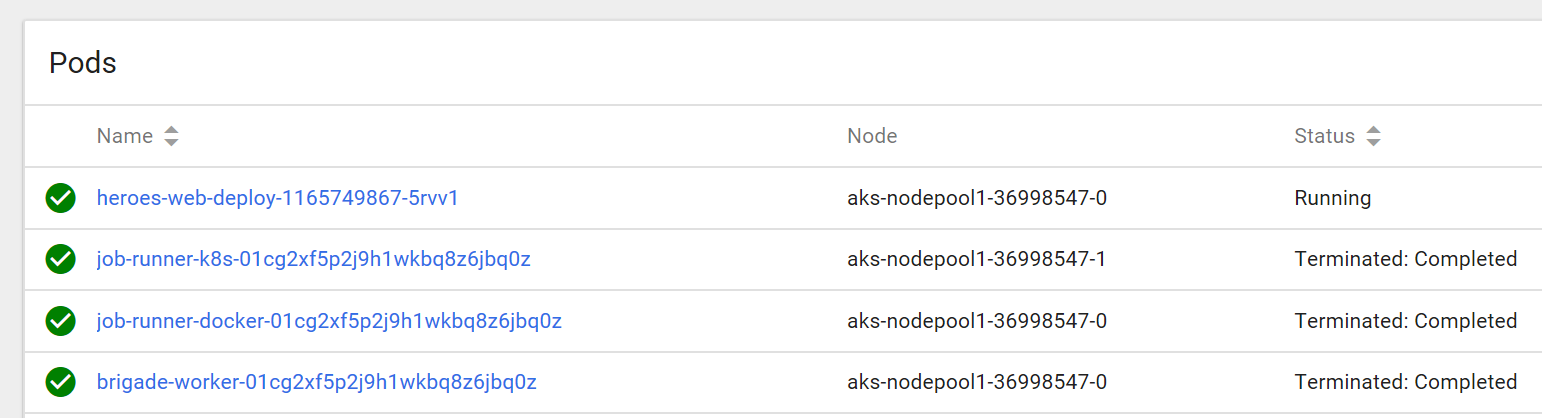 Pods
Name Node Status
heroes-web-deploy-1165749867-5rvv1 aks-nodepool1-36998547-0 Running
job-runner-k8s-01cg2xf5p2j9h1wkbq8z6jbq0z aks-nodepool1-36998547-1 Terminated: Completed
job-runner-docker-01cg2xf5p2j9h1wkbq8z6jbq0z aks-nodepool1-36998547-0 Terminated: Completed
brigade-worker-01cg2xf5p2j9h1wkbq8z6jbq0z aks-nodepool1-36998547-0 Terminated: Completed